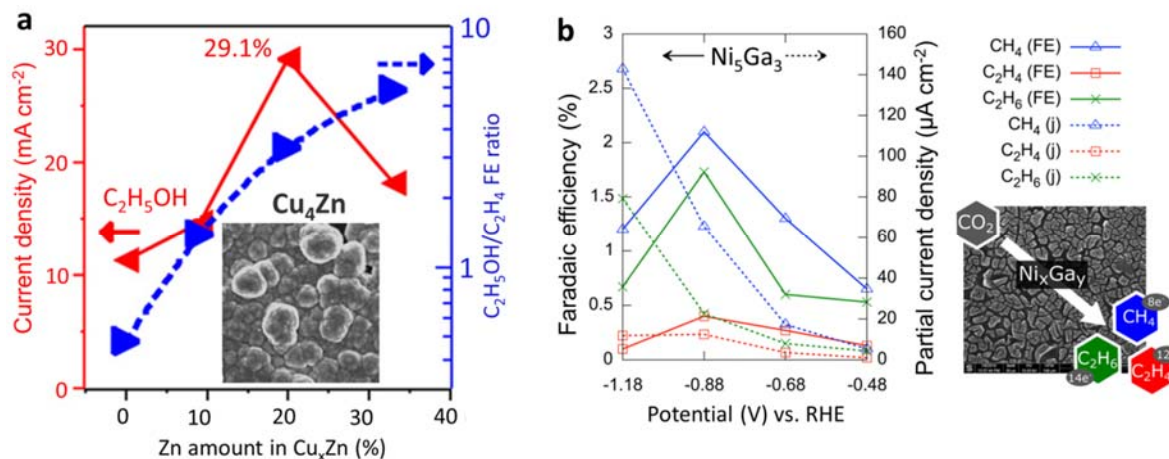 a
Current density (mA cm⁻²)
30
20
10
0
29.1%
C₂H₅OH
Cu₄Zn
10
1
C₂H₅OH/C₂H₄ FE ratio
0 10 20 30 40
Zn amount in CuₓZn (%)
b
Faradaic efficiency (%)
3
2.5
2
1.5
1
0.5
0
Ni₅Ga₃
160
140
120
100
80
60
40
20
0
Partial current density (µA cm⁻²)
-1.18 -0.88 -0.68 -0.48
Potential (V) vs. RHE
CH₄ (FE)
C₂H₄ (FE)
C₂H₆ (FE)
CH₄ (j)
C₂H₄ (j)
C₂H₆ (j)
CO₂
NiₓGaᵧ
8e⁻
CH₄
C₂H₆
14e⁻
12
C₂H₄